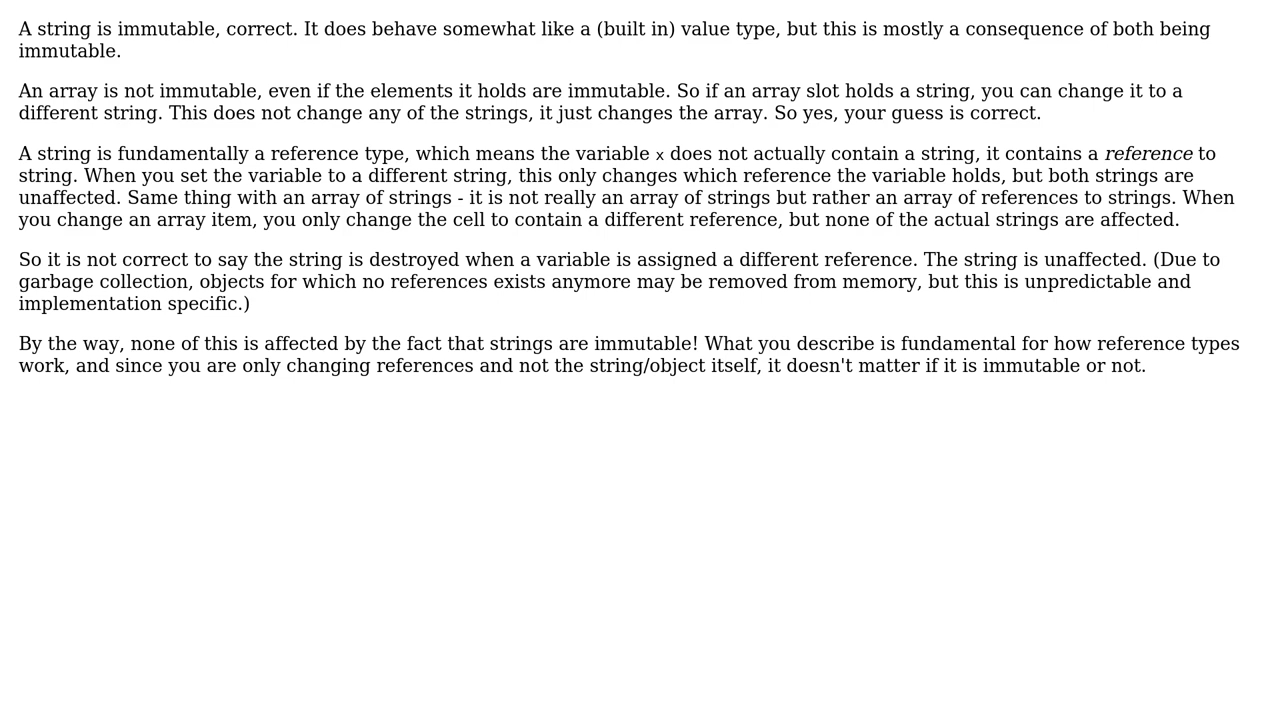 A string is immutable, correct. It does behave somewhat like a (built in) value type, but this is mostly a consequence of both being
immutable.
An array is not immutable, even if the elements it holds are immutable. So if an array slot holds a string, you can change it to a
different string. This does not change any of the strings, it just changes the array. So yes, your guess is correct.
A string is fundamentally a reference type, which means the variable x does not actually contain a string, it contains a reference to
string. When you set the variable to a different string, this only changes which reference the variable holds, but both strings are
unaffected. Same thing with an array of strings - it is not really an array of strings but rather an array of references to strings. When
you change an array item, you only change the cell to contain a different reference, but none of the actual strings are affected.
So it is not correct to say the string is destroyed when a variable is assigned a different reference. The string is unaffected. (Due to
garbage collection, objects for which no references exists anymore may be removed from memory, but this is unpredictable and
implementation specific.)
By the way, none of this is affected by the fact that strings are immutable! What you describe is fundamental for how reference types
work, and since you are only changing references and not the string/object itself, it doesn't matter if it is immutable or not.